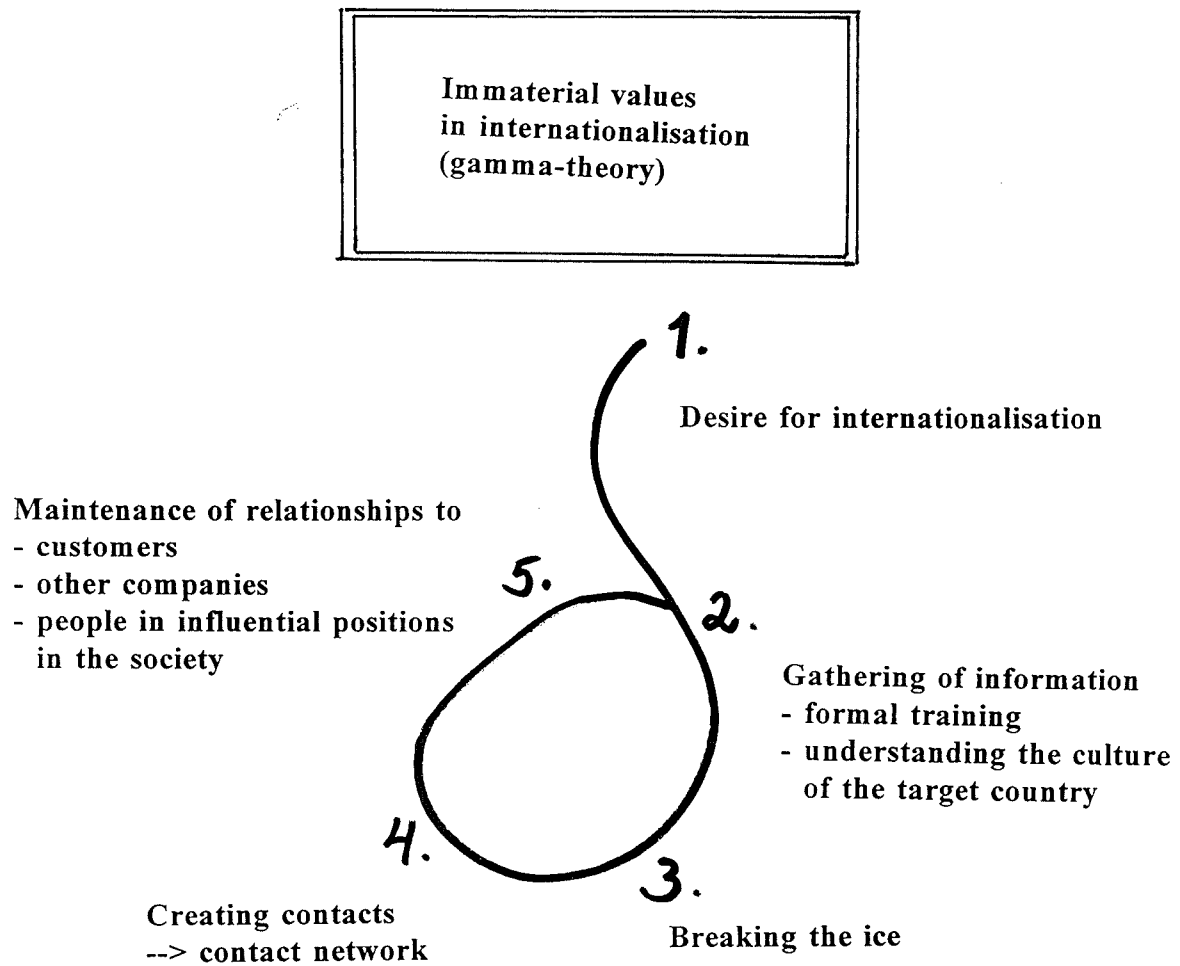 Immaterial values
in internationalisation
(gamma-theory)
1.
Desire for internationalisation
2.
Gathering of information
- formal training
- understanding the culture
of the target country
3.
Breaking the ice
4.
Creating contacts
--> contact network
5.
Maintenance of relationships to
- customers
- other companies
- people in influential positions
in the society